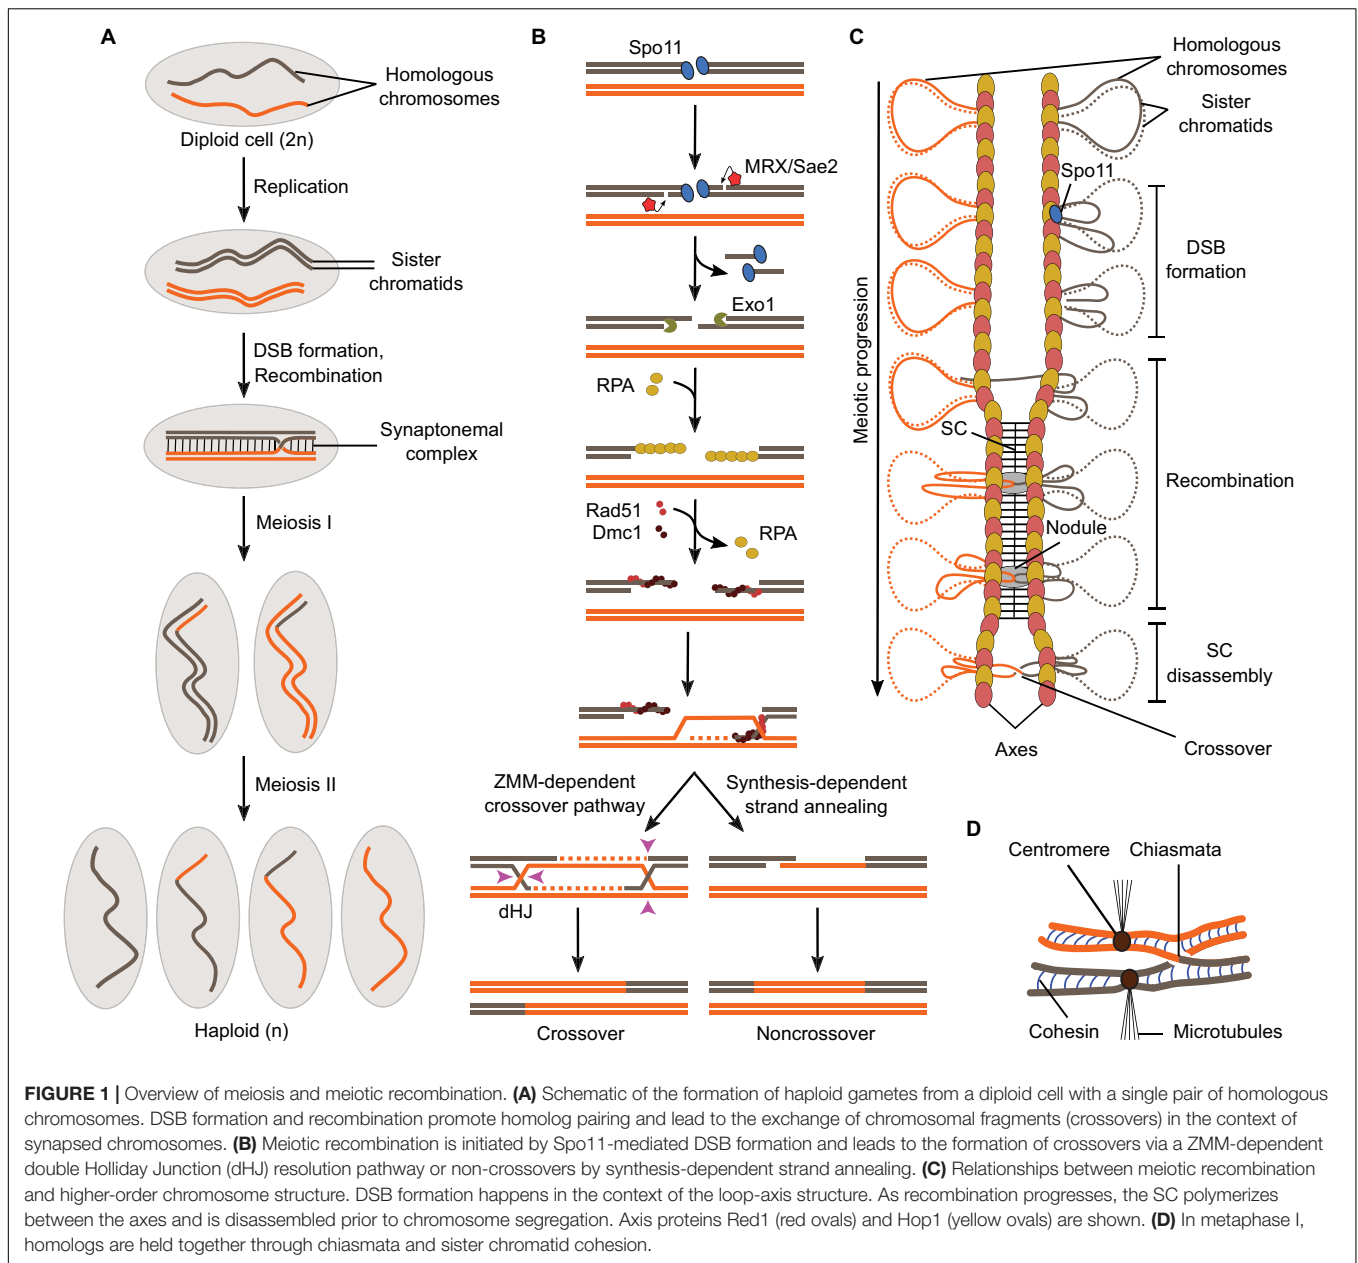 A
Homologous
chromosomes
Diploid cell (2n)
Replication
Sister
chromatids
DSB formation,
Recombination
Synaptonemal
complex
Meiosis I
Meiosis II
Haploid (n)
B
Spo11
MRX/Sae2
Exo1
RPA
Rad51
Dmc1
RPA
ZMM-dependent
crossover pathway
Synthesis-dependent
strand annealing
dHJ
Crossover
Noncrossover
C
Homologous
chromosomes
Sister
chromatids
Spo11
DSB
formation
Meiotic progression
SC
Recombination
Nodule
SC
disassembly
Axes
Crossover
D
Centromere
Chiasmata
Cohesin
Microtubules
FIGURE 1 | Overview of meiosis and meiotic recombination. (A) Schematic of the formation of haploid gametes from a diploid cell with a single pair of homologous
chromosomes. DSB formation and recombination promote homolog pairing and lead to the exchange of chromosomal fragments (crossovers) in the context of
synapsed chromosomes. (B) Meiotic recombination is initiated by Spo11-mediated DSB formation and leads to the formation of crossovers via a ZMM-dependent
double Holliday Junction (dHJ) resolution pathway or non-crossovers by synthesis-dependent strand annealing. (C) Relationships between meiotic recombination
and higher-order chromosome structure. DSB formation happens in the context of the loop-axis structure. As recombination progresses, the SC polymerizes
between the axes and is disassembled prior to chromosome segregation. Axis proteins Red1 (red ovals) and Hop1 (yellow ovals) are shown. (D) In metaphase I,
homologs are held together through chiasmata and sister chromatid cohesion.